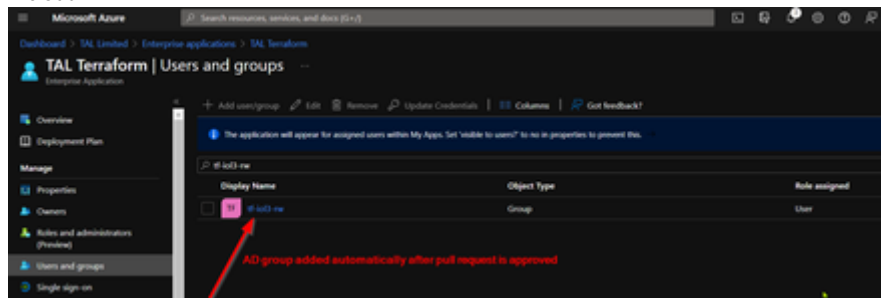 Microsoft Azure
Search resources, services, and docs (G+/)
Dashboard > TAL Limited > Enterprise applications > TAL Terraform
TAL Terraform | Users and groups ...
Enterprise Application
+ Add user/group Edit Remove Update Credentials | Columns | Got feedback?
Overview
Deployment Plan
The application will appear for assigned users within My Apps. Set 'visible to users?' to no in properties to prevent this.
Manage
Properties
Owners
Roles and administrators
(Preview)
Users and groups
Single sign-on
Display Name Object Type Role assigned
Group User
AD group added automatically after pull request is approved